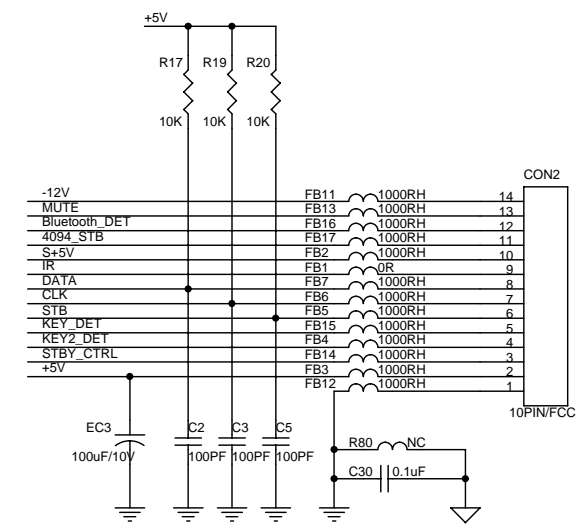 +5V
R17 R19 R20
10K 10K 10K
CON2
-12V FB11 1000RH 14
MUTE FB13 1000RH 13
Bluetooth_DET FB16 1000RH 12
4094_STB FB17 1000RH 11
S+5V FB2 1000RH 10
IR FB1 0R 9
DATA FB7 1000RH 8
CLK FB6 1000RH 7
STB FB5 1000RH 6
KEY_DET FB15 1000RH 5
KEY2_DET FB4 1000RH 4
STBY_CTRL FB14 1000RH 3
+5V FB3 1000RH 2
FB12 1000RH 1
10PIN/FCC
EC3 C2 C3 C5
100uF/10V 100PF 100PF 100PF
R80 NC
C30 0.1uF